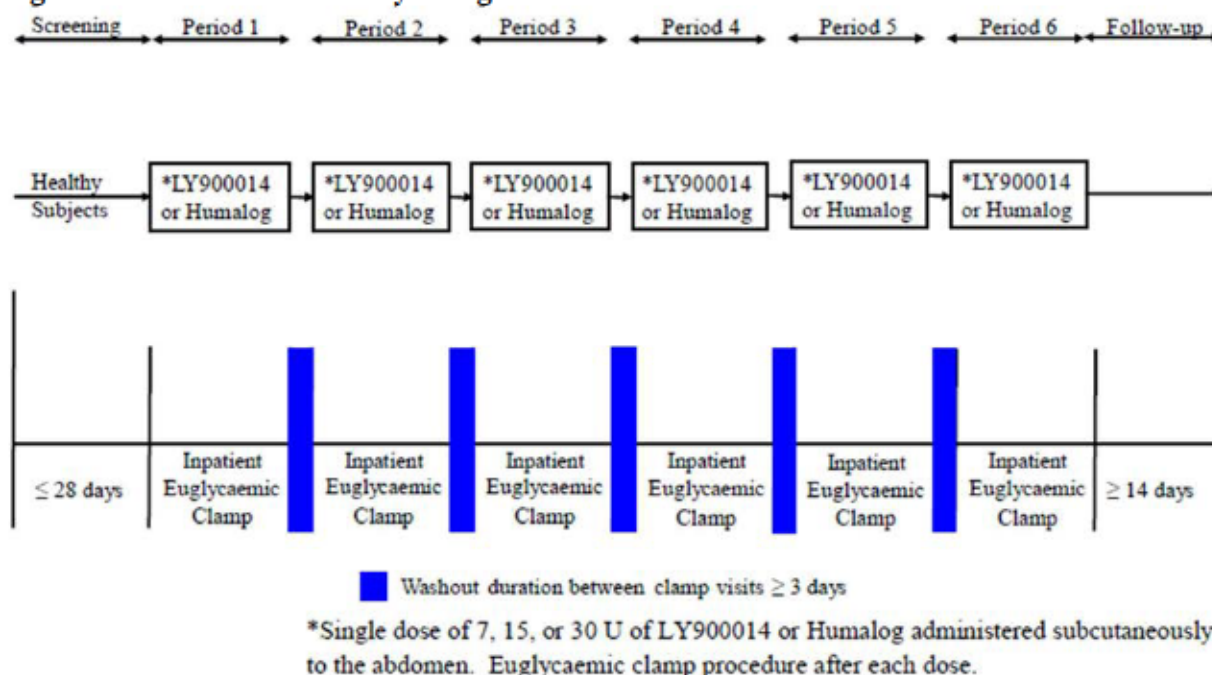 Screening Period 1 Period 2 Period 3 Period 4 Period 5 Period 6 Follow-up
Healthy
Subjects
*LY900014
or Humalog
*LY900014
or Humalog
*LY900014
or Humalog
*LY900014
or Humalog
*LY900014
or Humalog
*LY900014
or Humalog
≤ 28 days
Inpatient
Euglycaemic
Clamp
Inpatient
Euglycaemic
Clamp
Inpatient
Euglycaemic
Clamp
Inpatient
Euglycaemic
Clamp
Inpatient
Euglycaemic
Clamp
Inpatient
Euglycaemic
Clamp
≥ 14 days
Washout duration between clamp visits ≥ 3 days
*Single dose of 7, 15, or 30 U of LY900014 or Humalog administered subcutaneously
to the abdomen. Euglycaemic clamp procedure after each dose.